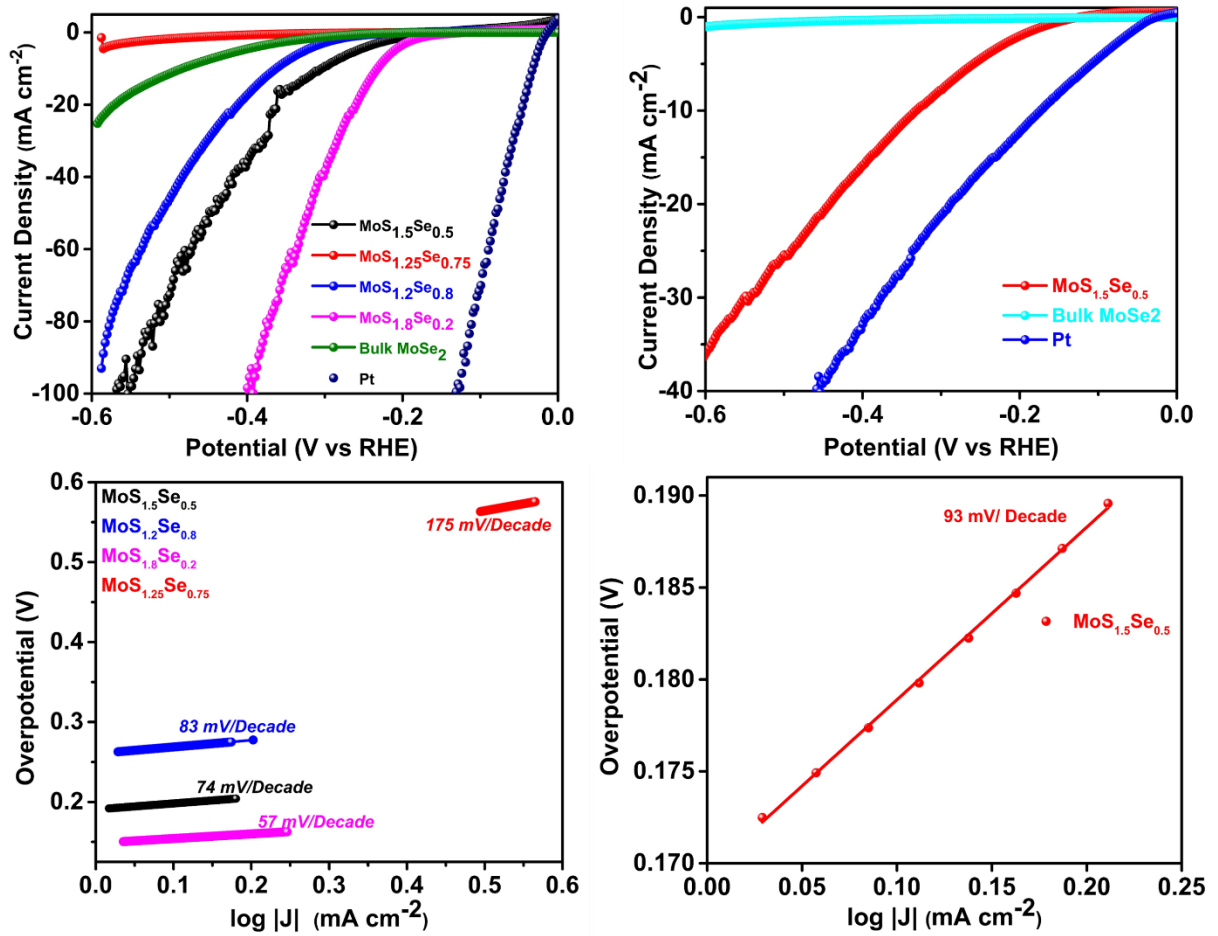 0
-20
-40
-60
-80
-100
Current Density (mA cm⁻²)
MoS₁.₅Se₀.₅
MoS₁.₂₅Se₀.₇₅
MoS₁.₂Se₀.₈
MoS₁.₈Se₀.₂
Bulk MoSe₂
Pt
-0.6 -0.4 -0.2 0.0
Potential (V vs RHE)
0
-10
-20
-30
-40
Current Density (mA cm⁻²)
MoS₁.₅Se₀.₅
Bulk MoSe2
Pt
-0.6 -0.4 -0.2 0.0
Potential (V vs RHE)
0.6
0.5
0.4
0.3
0.2
Overpotential (V)
MoS₁.₅Se₀.₅
MoS₁.₂Se₀.₈
MoS₁.₈Se₀.₂
MoS₁.₂₅Se₀.₇₅
175 mV/Decade
83 mV/Decade
74 mV/Decade
57 mV/Decade
0.0 0.1 0.2 0.3 0.4 0.5 0.6
log |J| (mA cm⁻²)
0.190
0.185
0.180
0.175
0.170
Overpotential (V)
93 mV/ Decade
MoS₁.₅Se₀.₅
0.00 0.05 0.10 0.15 0.20 0.25
log |J| (mA cm⁻²)